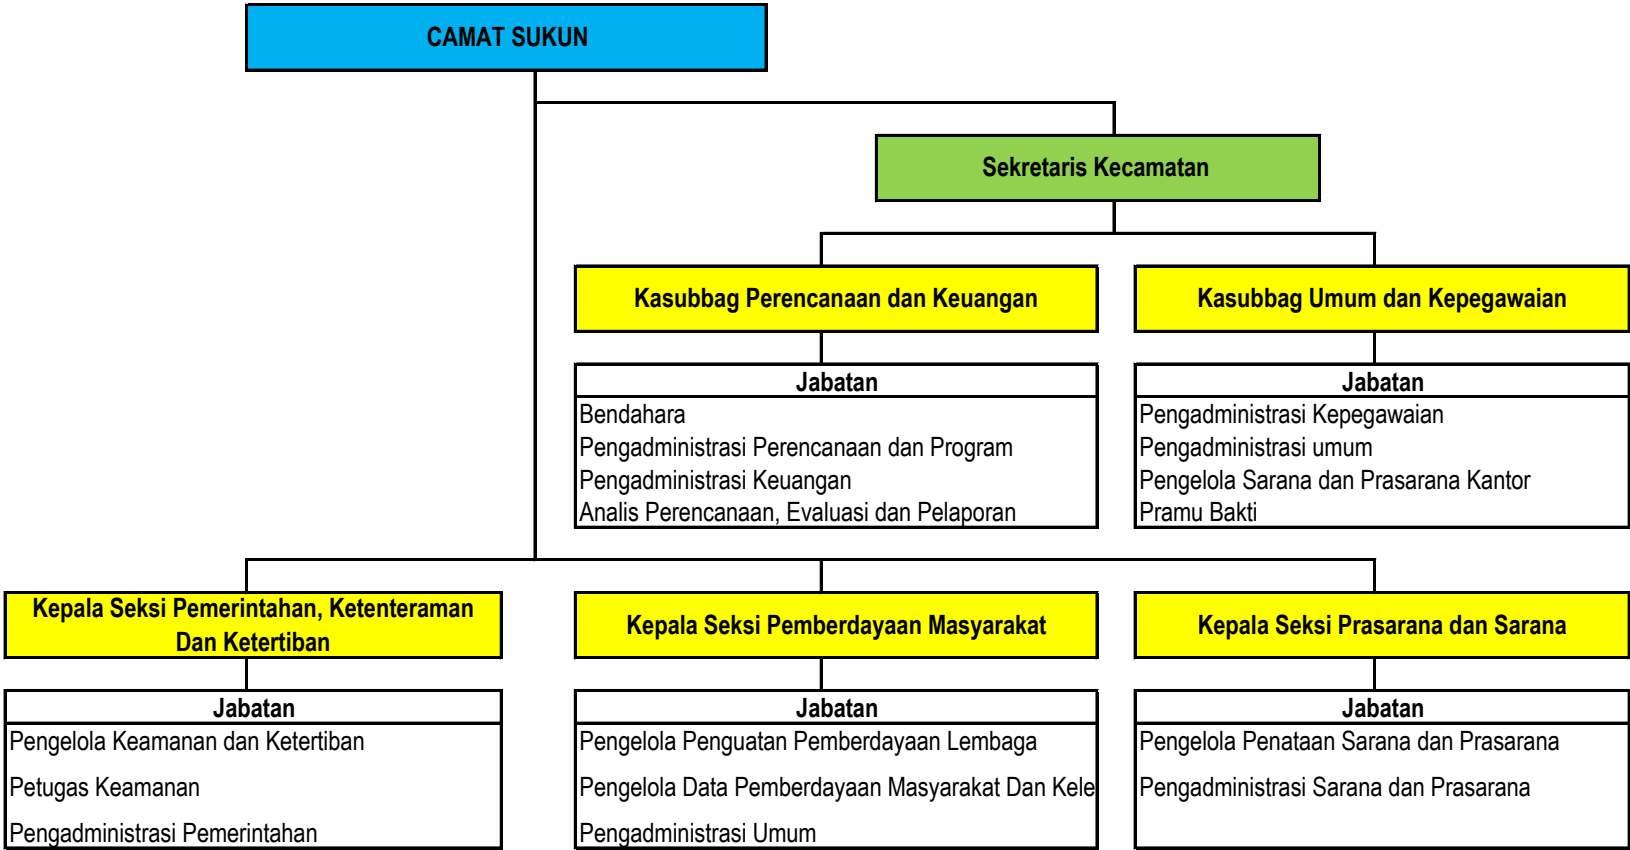 CAMAT SUKUN
Sekretaris Kecamatan
Kasubbag Perencanaan dan Keuangan
Jabatan
Bendahara
Pengadministrasi Perencanaan dan Program
Pengadministrasi Keuangan
Analis Perencanaan, Evaluasi dan Pelaporan
Kasubbag Umum dan Kepegawaian
Jabatan
Pengadministrasi Kepegawaian
Pengadministrasi umum
Pengelola Sarana dan Prasarana Kantor
Pramu Bakti
Kepala Seksi Pemerintahan, Ketenteraman
Dan Ketertiban
Jabatan
Pengelola Keamanan dan Ketertiban
Petugas Keamanan
Pengadministrasi Pemerintahan
Kepala Seksi Pemberdayaan Masyarakat
Jabatan
Pengelola Penguatan Pemberdayaan Lembaga
Pengelola Data Pemberdayaan Masyarakat Dan Kele
Pengadministrasi Umum
Kepala Seksi Prasarana dan Sarana
Jabatan
Pengelola Penataan Sarana dan Prasarana
Pengadministrasi Sarana dan Prasarana